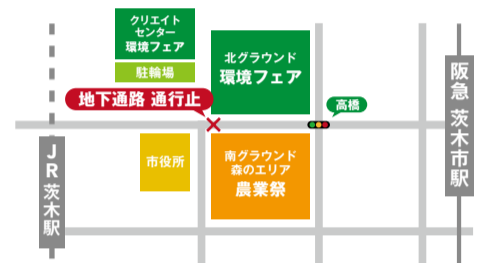 クリエイト
センター
環境フェア
駐輪場
北グラウンド
環境フェア
地下通路 通行止
高橋
阪急 茨木市駅
市役所
南グラウンド
森のエリア
農業祭
JR茨木駅